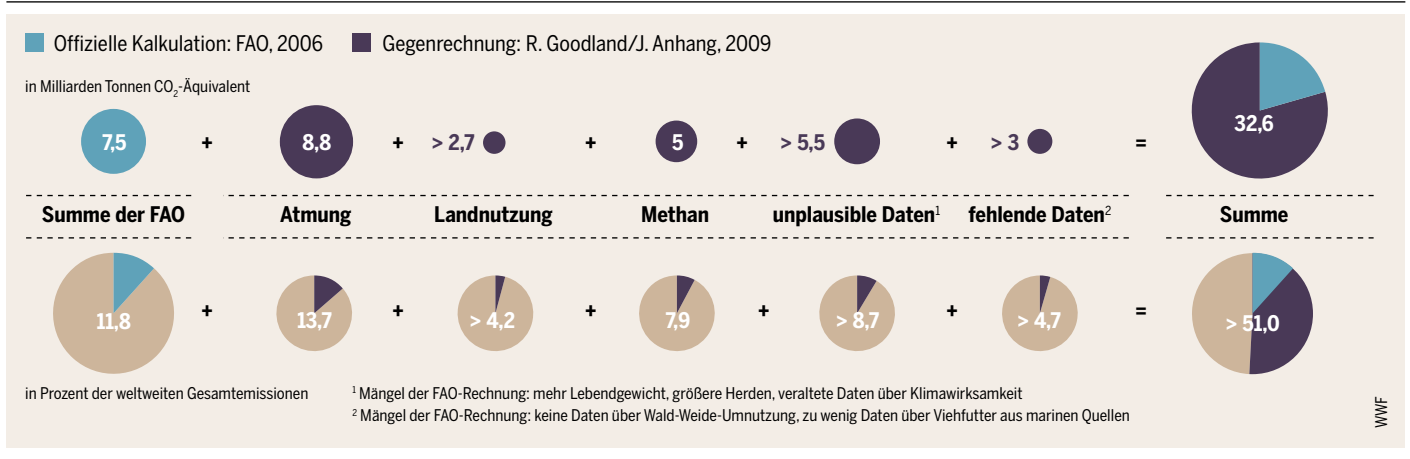 Offizielle Kalkulation: FAO, 2006 Gegenrechnung: R. Goodland/J. Anhang, 2009
in Milliarden Tonnen CO₂-Äquivalent
7,5 + 8,8 + > 2,7 + 5 + > 5,5 + > 3 = 32,6
Summe der FAO Atmung Landnutzung Methan unplausible Daten¹ fehlende Daten² Summe
11,8 + 13,7 + > 4,2 + 7,9 + > 8,7 + > 4,7 = > 51,0
in Prozent der weltweiten Gesamtemissionen
¹ Mängel der FAO-Rechnung: mehr Lebendgewicht, größere Herden, veraltete Daten über Klimawirksamkeit
² Mängel der FAO-Rechnung: keine Daten über Wald-Weide-Umnutzung, zu wenig Daten über Viehfutter aus marinen Quellen
WWF